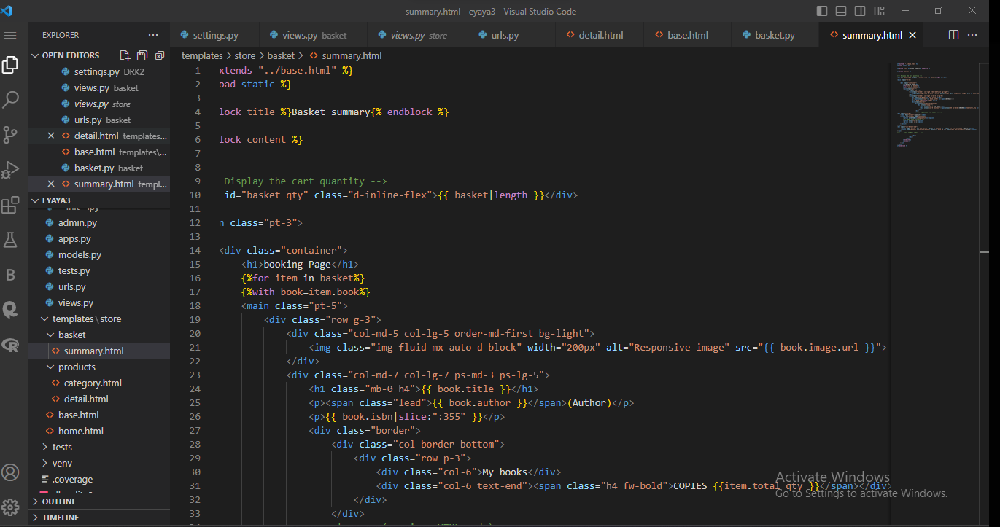 summary.html - eyaya3 - Visual Studio Code
EXPLORER
settings.py
views.py basket
views.py store
urls.py
detail.html
base.html
basket.py
summary.html
OPEN EDITORS
settings.py DRK2
views.py basket
views.py store
urls.py basket
detail.html templates...
base.html templates\...
basket.py basket
summary.html templ...
EYAYA3
__init__.py
admin.py
apps.py
models.py
tests.py
urls.py
views.py
templates\store
basket
summary.html
products
category.html
detail.html
base.html
home.html
tests
venv
.coverage
OUTLINE
TIMELINE
templates > store > basket > summary.html
1 xtends "../base.html" %}
2 oad static %}
3
4 lock title %}Basket summary{% endblock %}
5
6 lock content %}
7
8
9 Display the cart quantity -->
10 id="basket_qty" class="d-inline-flex">{{ basket|length }}</div>
11
12 n class="pt-3">
13
14 <div class="container">
15 <h1>booking Page</h1>
16 {%for item in basket%}
17 {%with book=item.book%}
18 <main class="pt-5">
19 <div class="row g-3">
20 <div class="col-md-5 col-lg-5 order-md-first bg-light">
21 <img class="img-fluid mx-auto d-block" width="200px" alt="Responsive image" src="{{ book.image.url }}">
22 </div>
23 <div class="col-md-7 col-lg-7 ps-md-3 ps-lg-5">
24 <h1 class="mb-0 h4">{{ book.title }}</h1>
25 <p><span class="lead">{{ book.author }}</span>(Author)</p>
26 <p>{{ book.isbn|slice:":355" }}</p>
27 <div class="border">
28 <div class="col border-bottom">
29 <div class="row p-3">
30 <div class="col-6">My books</div>
31 <div class="col-6 text-end"><span class="h4 fw-bold">COPIES {{item.total_qty }}</span></div>
32 </div>
33 </div>
Activate Windows
Go to Settings to activate Windows.